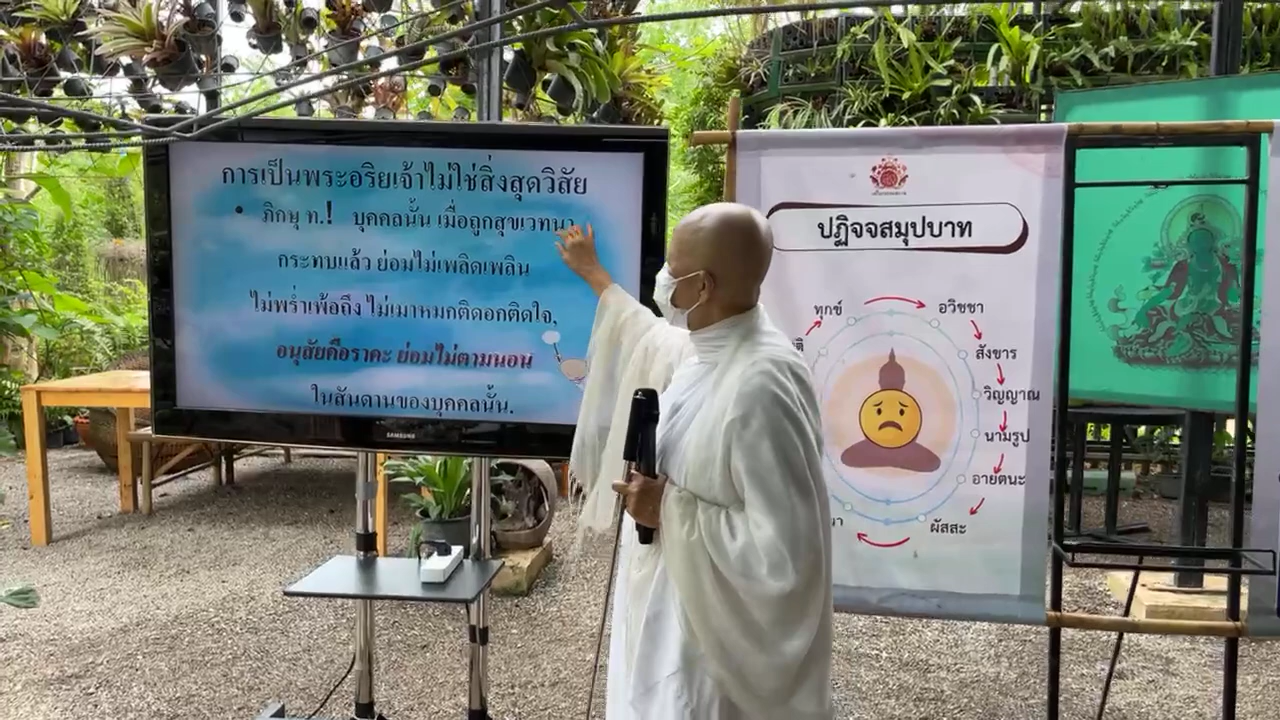 การเป็นพระอริยเจ้าไม่ใช่สิ่งสุดวิสัย
• ภิกษุ ท.! บุคคลนั้น เมื่อถูกสุขเวทนา
กระทบแล้ว ย่อมไม่เพลิดเพลิน
ไม่พร่ำเพ้อถึง ไม่เมาหมกติดอกติดใจ,
อนุสัยคือราคะ ย่อมไม่ตามนอน
ในสันดานของบุคคลนั้น.
SAMSUNG
ปฏิจจสมุปบาท
ทุกข์
อวิชชา
สังขาร
วิญญาณ
นามรูป
อายตนะ
ผัสสะ